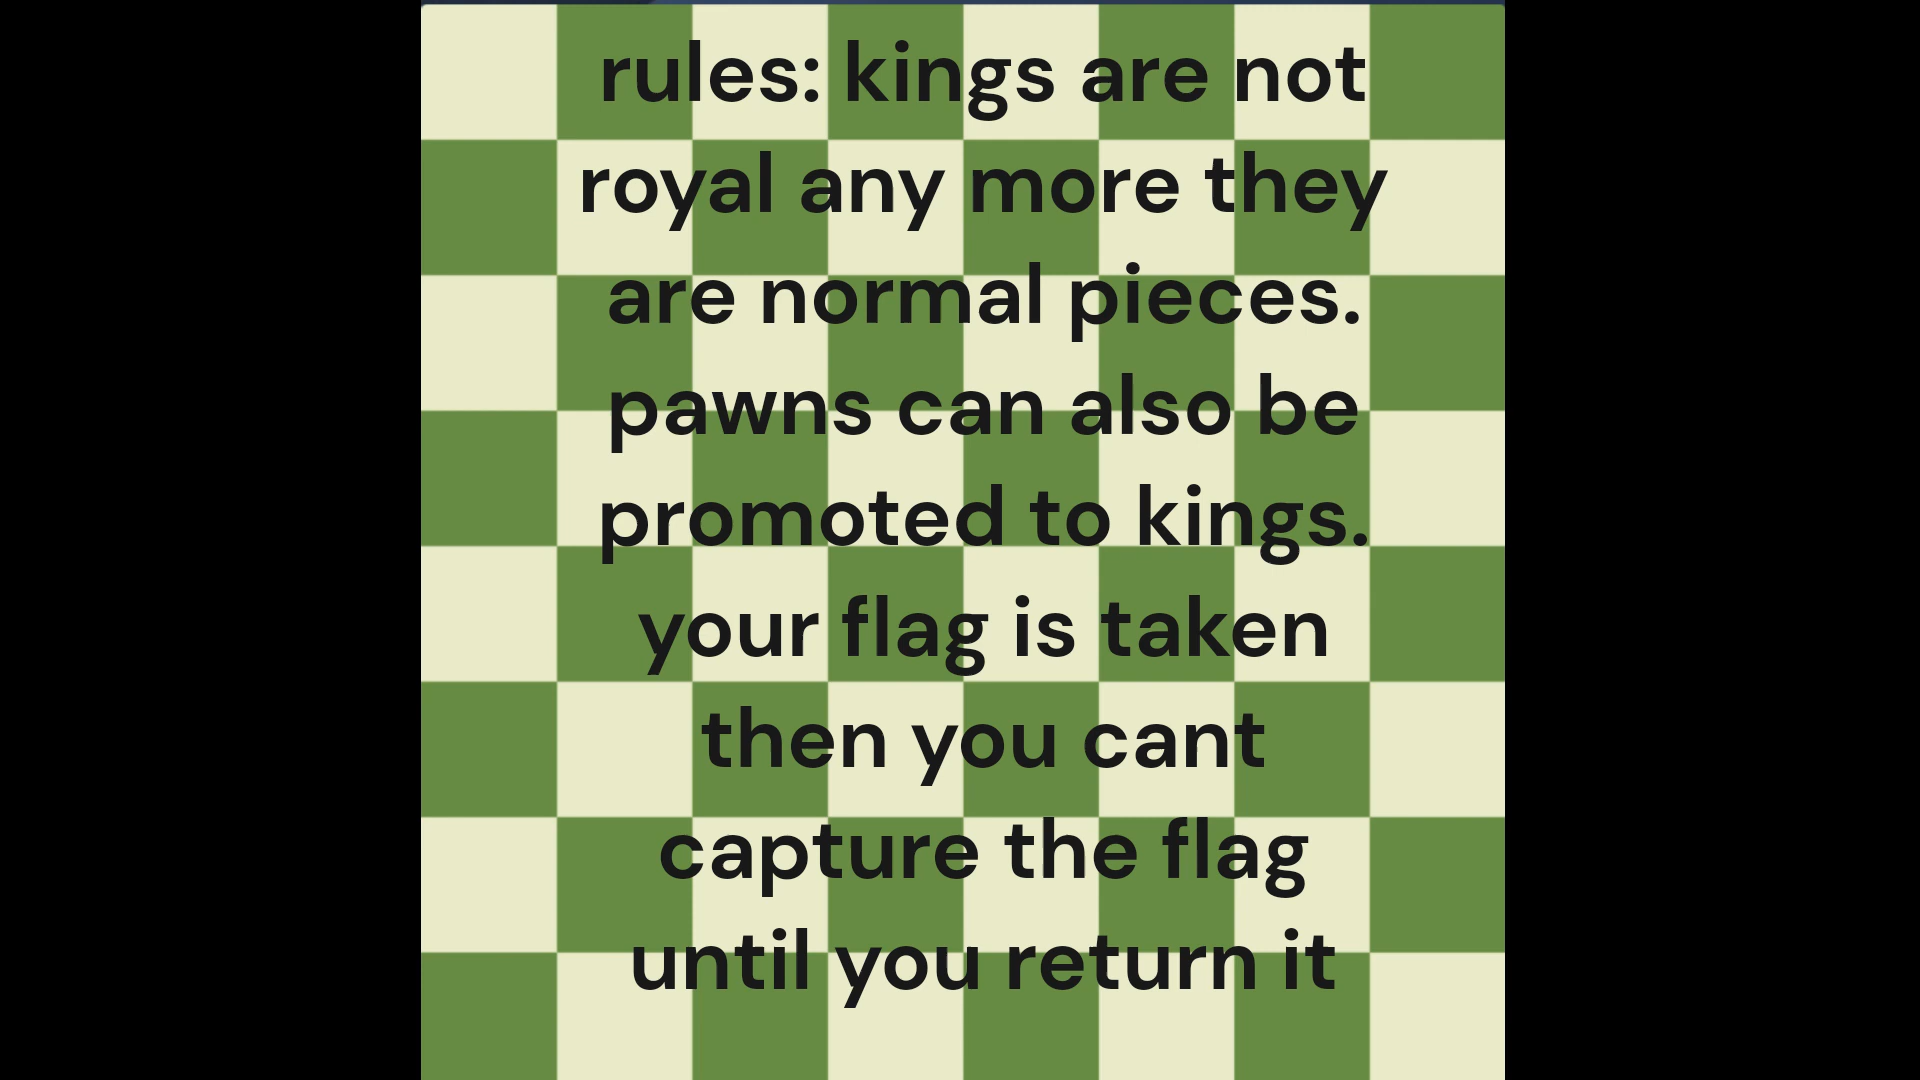 rules: kings are not
royal any more they
are normal pieces.
pawns can also be
promoted to kings.
your flag is taken
then you cant
capture the flag
until you return it